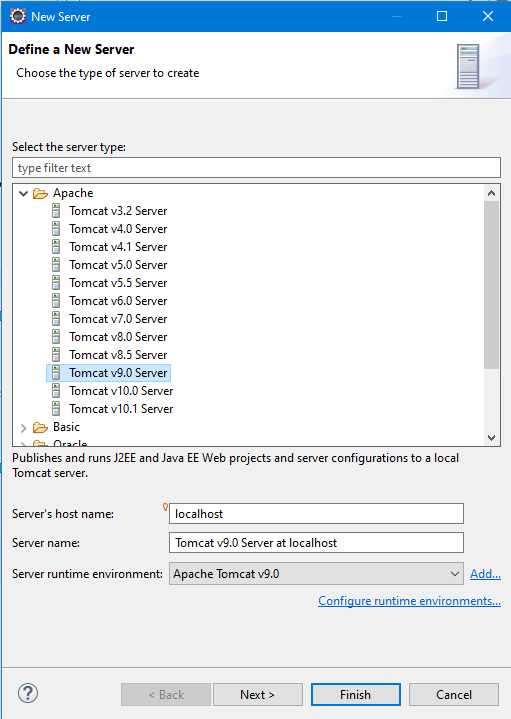 New Server
Define a New Server
Choose the type of server to create
Select the server type:
type filter text
Apache
Tomcat v3.2 Server
Tomcat v4.0 Server
Tomcat v4.1 Server
Tomcat v5.0 Server
Tomcat v5.5 Server
Tomcat v6.0 Server
Tomcat v7.0 Server
Tomcat v8.0 Server
Tomcat v8.5 Server
Tomcat v9.0 Server
Tomcat v10.0 Server
Tomcat v10.1 Server
Basic
Oracle
Publishes and runs J2EE and Java EE Web projects and server configurations to a local
Tomcat server.
Server's host name: localhost
Server name: Tomcat v9.0 Server at localhost
Server runtime environment: Apache Tomcat v9.0 Add...
Configure runtime environments...
? < Back Next > Finish Cancel